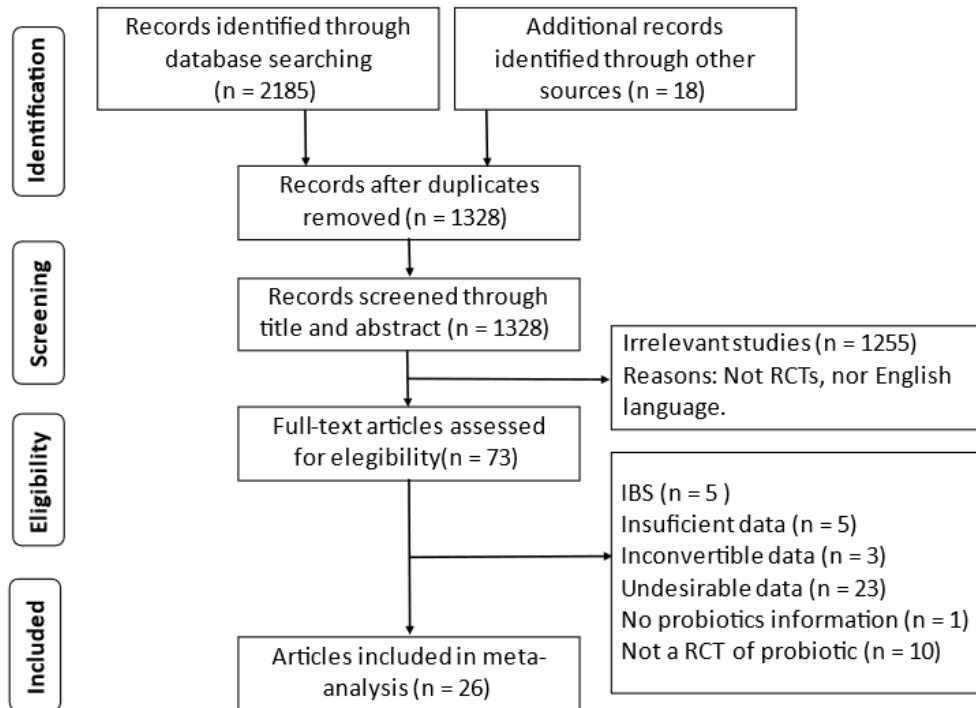 Identification
Records identified through
database searching
(n = 2185)
Additional records
identified through other
sources (n = 18)
Records after duplicates
removed (n = 1328)
Screening
Records screened through
title and abstract (n = 1328)
Irrelevant studies (n = 1255)
Reasons: Not RCTs, nor English
language.
Eligibility
Full-text articles assessed
for elegibility(n = 73)
IBS (n = 5 )
Insuficient data (n = 5)
Inconvertible data (n = 3)
Undesirable data (n = 23)
No probiotics information (n = 1)
Not a RCT of probiotic (n = 10)
Included
Articles included in meta-
analysis (n = 26)